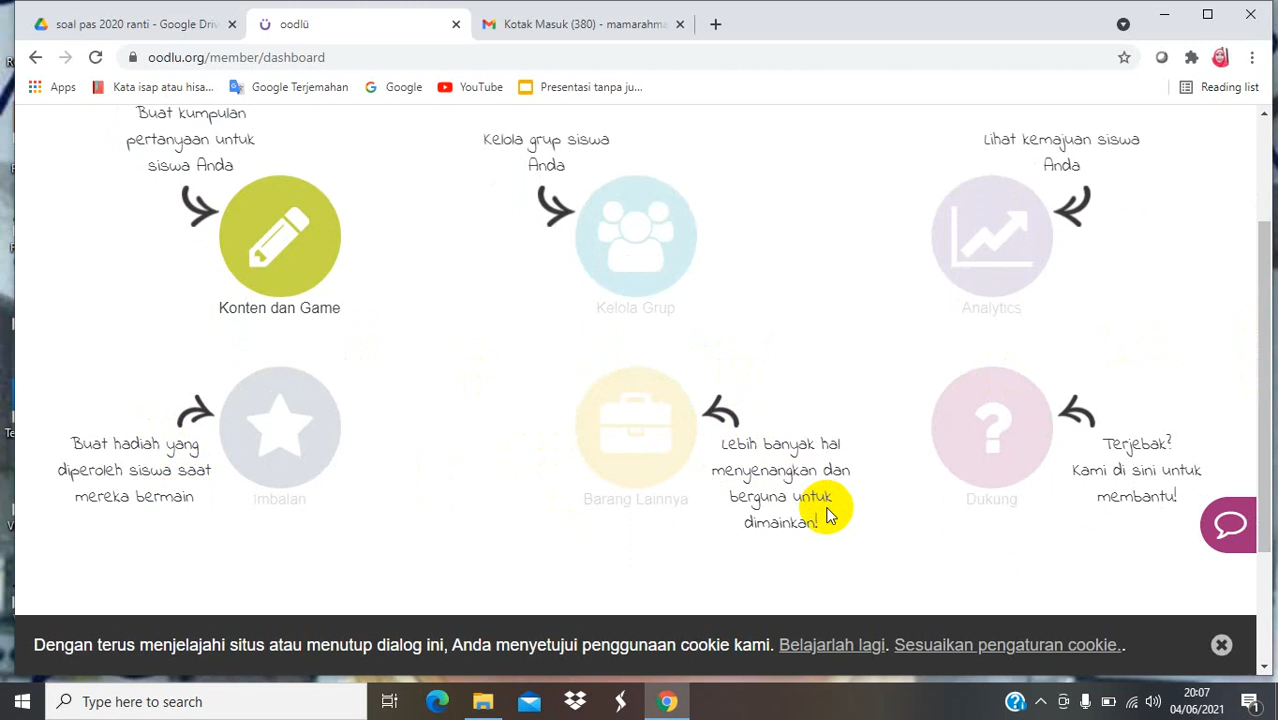 soal pas 2020 ranti - Google Driv
oodlü
Kotak Masuk (380) - mamarahma
oodlu.org/member/dashboard
Apps
Kata isap atau hisa...
Google Terjemahan
Google
YouTube
Presentasi tanpa ju...
Reading list
Buat kumpulan
pertanyaan untuk
siswa Anda
Kelola grup siswa
Anda
Lihat kemajuan siswa
Anda
Konten dan Game
Kelola Grup
Analytics
Buat hadiah yang
diperoleh siswa saat
mereka bermain
Imbalan
Barang Lainnya
Lebih banyak hal
menyenangkan dan
berguna untuk
dimainkan!
Dukung
Terjebak?
Kami di sini untuk
membantu!
Dengan terus menjelajahi situs atau menutup dialog ini, Anda menyetujui penggunaan cookie kami. Belajarlah lagi. Sesuaikan pengaturan cookie..
Type here to search
20:07
04/06/2021